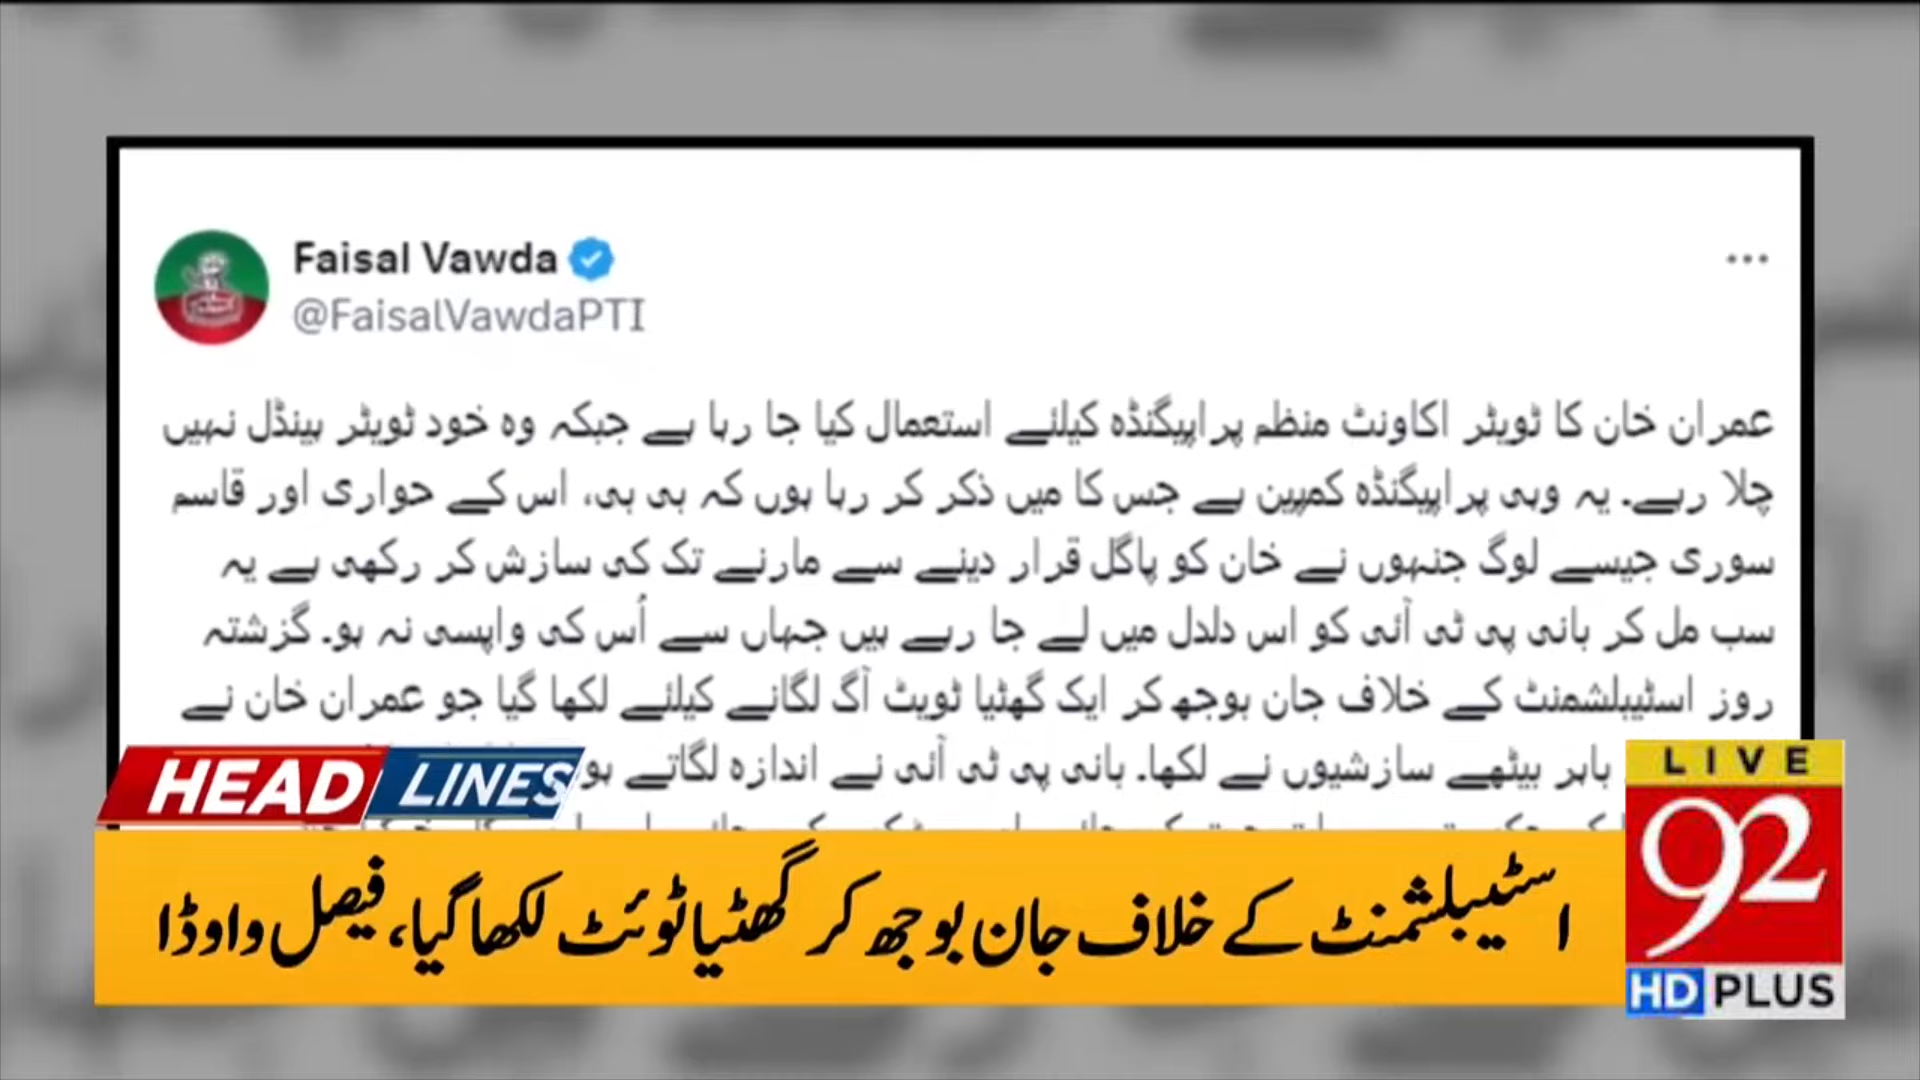 Faisal Vawda
@FaisalVawdaPTI
عمران خان کا ٹویٹر اکاونٹ منظم پراپیگنڈہ کیلئے استعمال کیا جا رہا ہے جبکہ وہ خود ٹویٹر ہینڈل نہیں
چلا رہے۔ یہ وہی پراپیگنڈہ کمپین ہے جس کا میں ذکر کر رہا ہوں کہ بی بی، اس کے حواری اور قاسم
سوری جیسے لوگ جنہوں نے خان کو پاگل قرار دینے سے مارنے تک کی سازش کر رکھی ہے یہ
سب مل کر بانی پی ٹی آئی کو اس دلدل میں لے جا رہے ہیں جہاں سے اُس کی واپسی نہ ہو۔ گزشتہ
روز اسٹیبلشمنٹ کے خلاف جان بوجھ کر ایک گھٹیا ٹویٹ آگ لگانے کیلئے لکھا گیا جو عمران خان نے
باہر بیٹھے سازشیوں نے لکھا۔ بانی پی ٹی آئی نے اندازہ لگاتے
HEADLINES
اسٹیبلشمنٹ کے خلاف جان بوجھ کر گھٹیا ٹوئٹ لکھا گیا، فیصل واوڈا
LIVE
92
HD PLUS